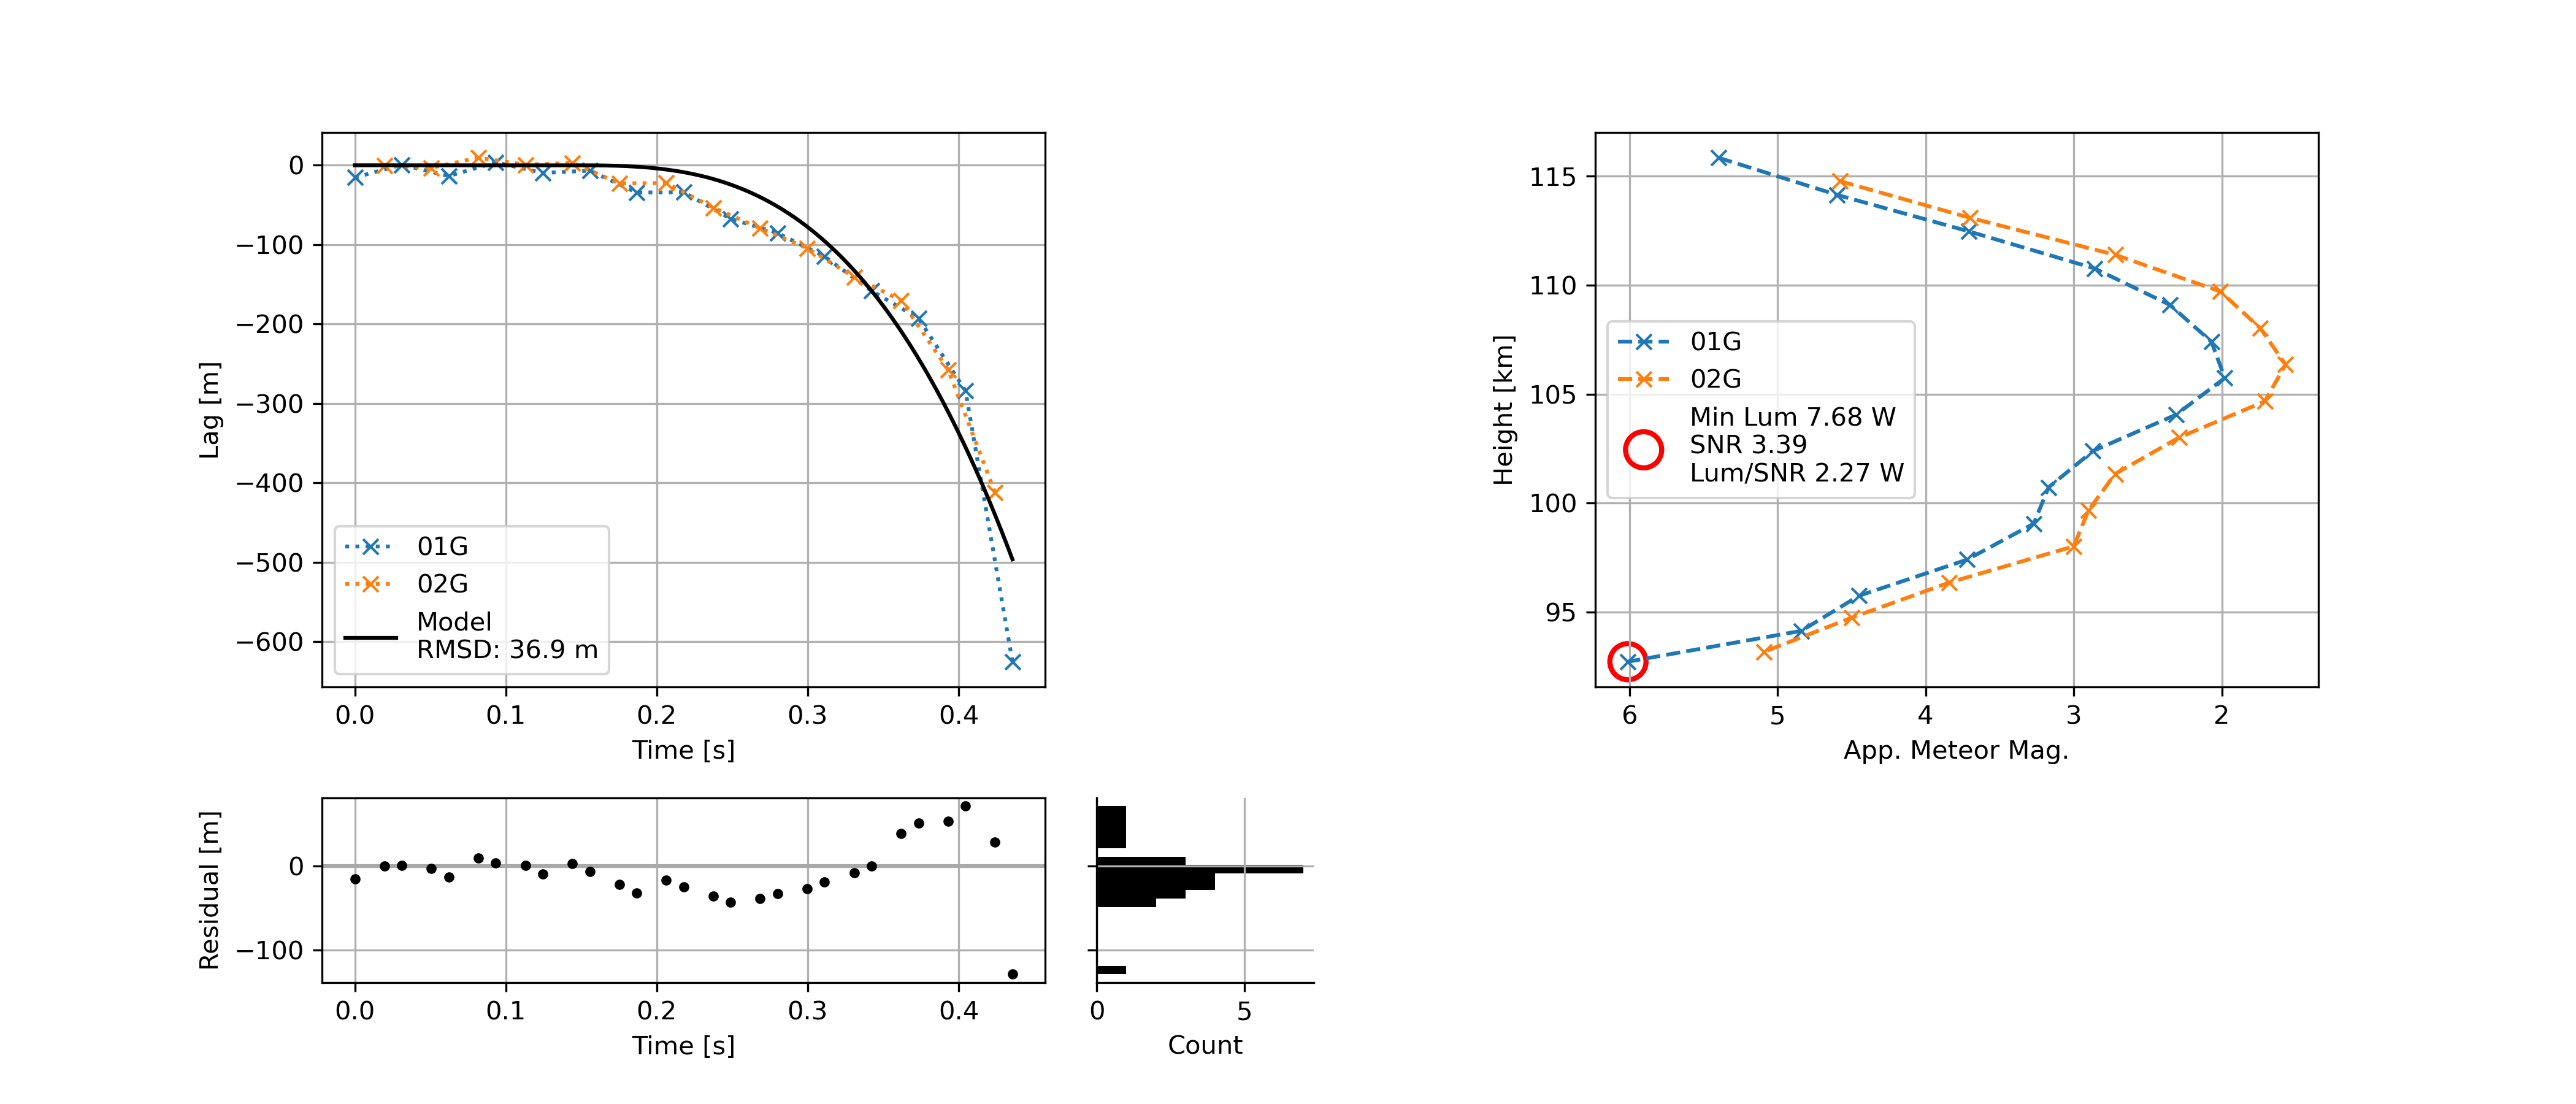 0
−100
−200
−300
−400
−500
−600
Lag [m]
01G
02G
Model
RMSD: 36.9 m
0.0 0.1 0.2 0.3 0.4
Time [s]
115
110
105
100
95
Height [km]
01G
02G
Min Lum 7.68 W
SNR 3.39
Lum/SNR 2.27 W
6 5 4 3 2
App. Meteor Mag.
0
−100
Residual [m]
0.0 0.1 0.2 0.3 0.4
Time [s]
0 5
Count